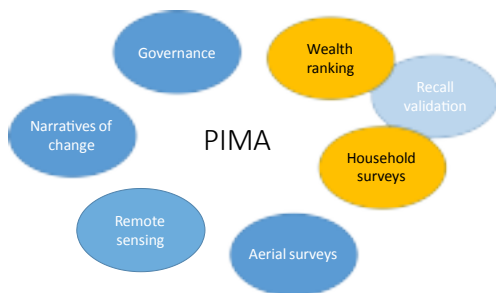 Governance
Wealth
ranking
Recall
validation
Narratives of
change
PIMA
Household
surveys
Remote
sensing
Aerial surveys